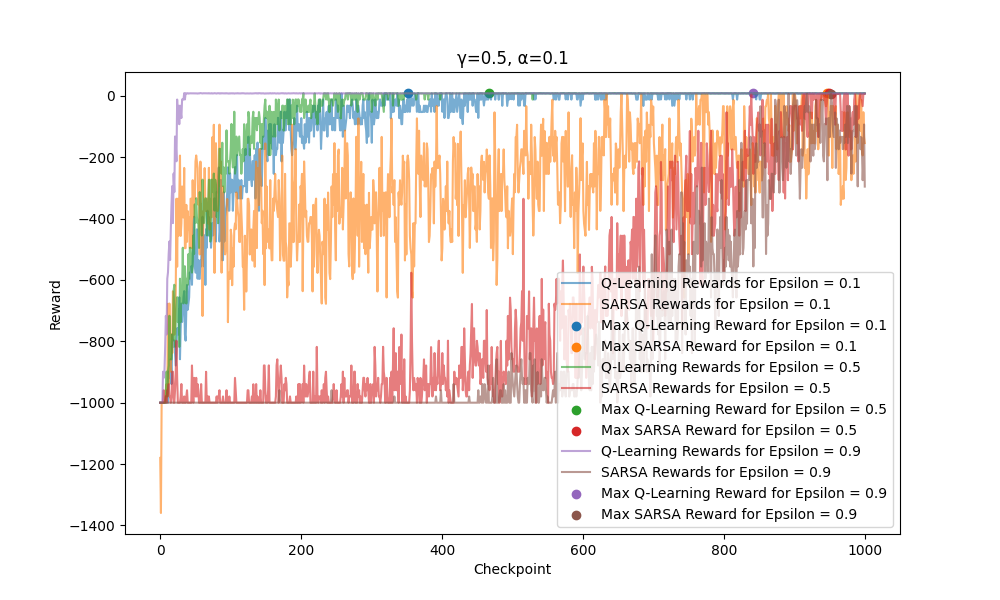 γ=0.5, α=0.1
Reward
0
−200
−400
−600
−800
−1000
−1200
−1400
Q-Learning Rewards for Epsilon = 0.1
SARSA Rewards for Epsilon = 0.1
Max Q-Learning Reward for Epsilon = 0.1
Max SARSA Reward for Epsilon = 0.1
Q-Learning Rewards for Epsilon = 0.5
SARSA Rewards for Epsilon = 0.5
Max Q-Learning Reward for Epsilon = 0.5
Max SARSA Reward for Epsilon = 0.5
Q-Learning Rewards for Epsilon = 0.9
SARSA Rewards for Epsilon = 0.9
Max Q-Learning Reward for Epsilon = 0.9
Max SARSA Reward for Epsilon = 0.9
0 200 400 600 800 1000
Checkpoint